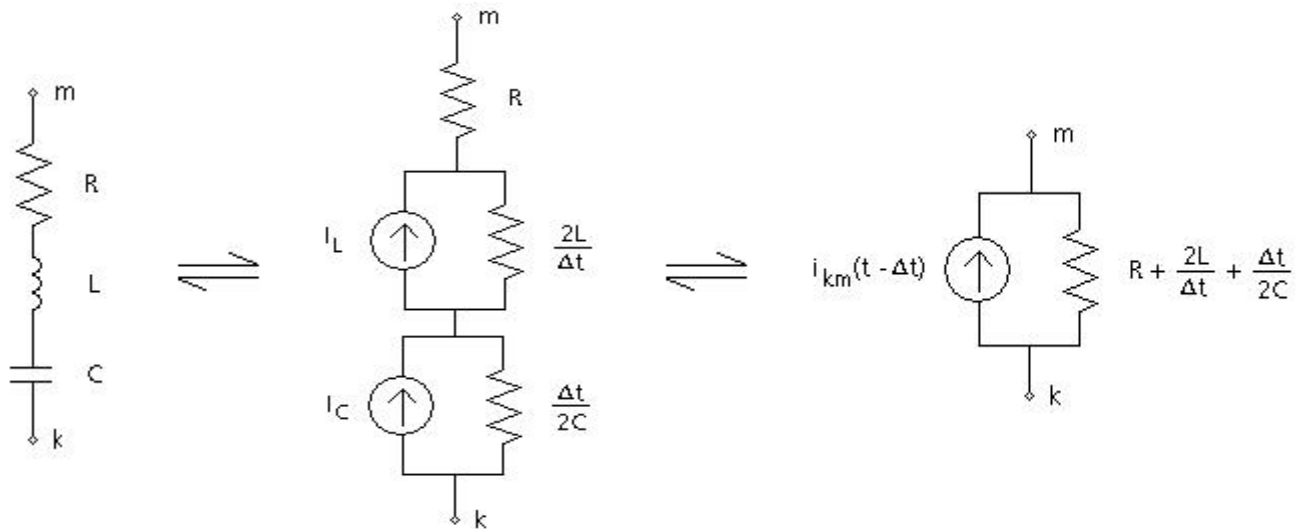 m
R
L
C
k
m
R
I_L
2L/Δt
I_C
Δt/2C
k
m
i_km(t - Δt)
R + 2L/Δt + Δt/2C
k